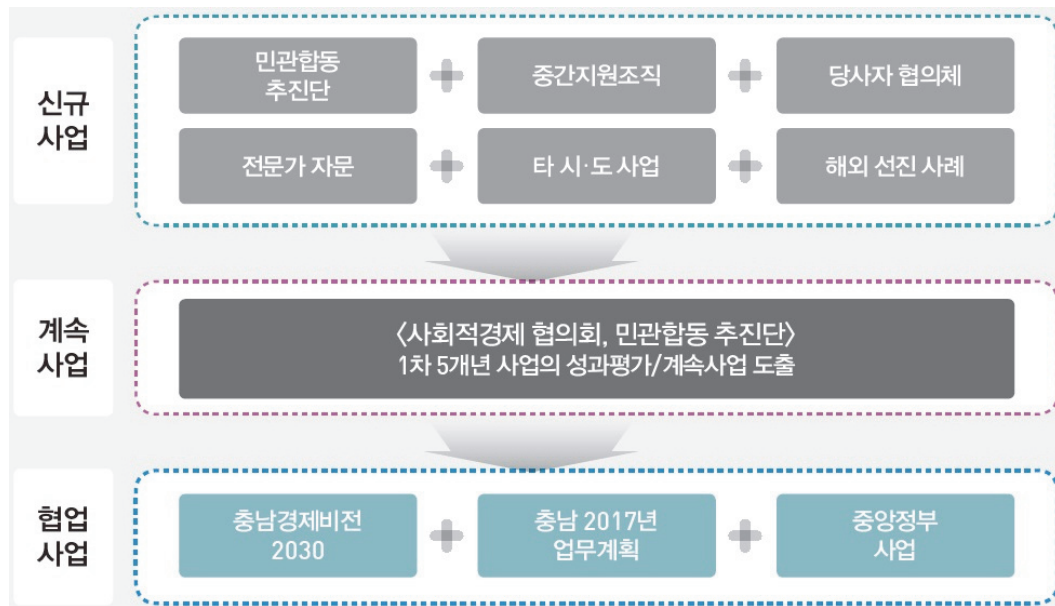 신규
사업
민관합동
추진단
중간지원조직
당사자 협의체
전문가 자문
타 시·도 사업
해외 선진 사례
계속
사업
〈사회적경제 협의회, 민관합동 추진단〉
1차 5개년 사업의 성과평가/계속사업 도출
협업
사업
충남경제비전
2030
충남 2017년
업무계획
중앙정부
사업